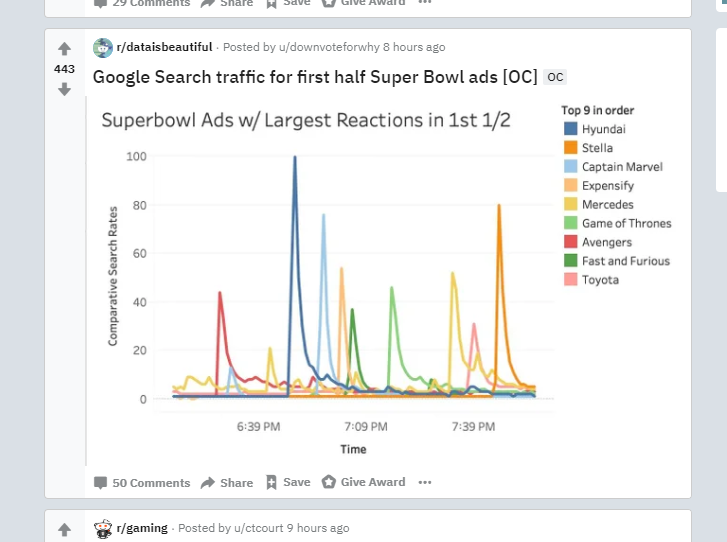 29 Comments Share Save Give Award ...
r/dataisbeautiful · Posted by u/downvoteforwhy 8 hours ago
443
Google Search traffic for first half Super Bowl ads [OC] OC
Superbowl Ads w/ Largest Reactions in 1st 1/2
Top 9 in order
Hyundai
Stella
Captain Marvel
Expensify
Mercedes
Game of Thrones
Avengers
Fast and Furious
Toyota
Comparative Search Rates
100
80
60
40
20
0
6:39 PM 7:09 PM 7:39 PM
Time
50 Comments Share Save Give Award ...
r/gaming · Posted by u/ctcourt 9 hours ago